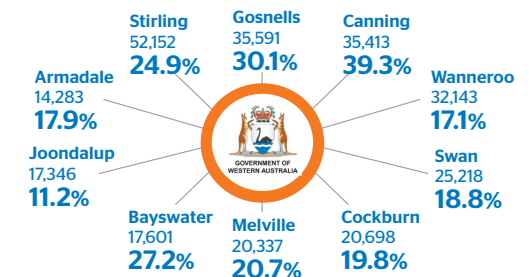 Stirling
52,152
24.9%
Gosnells
35,591
30.1%
Canning
35,413
39.3%
Armadale
14,283
17.9%
Wanneroo
32,143
17.1%
Joondalup
17,346
11.2%
GOVERNMENT OF
WESTERN AUSTRALIA
Swan
25,218
18.8%
Bayswater
17,601
27.2%
Melville
20,337
20.7%
Cockburn
20,698
19.8%